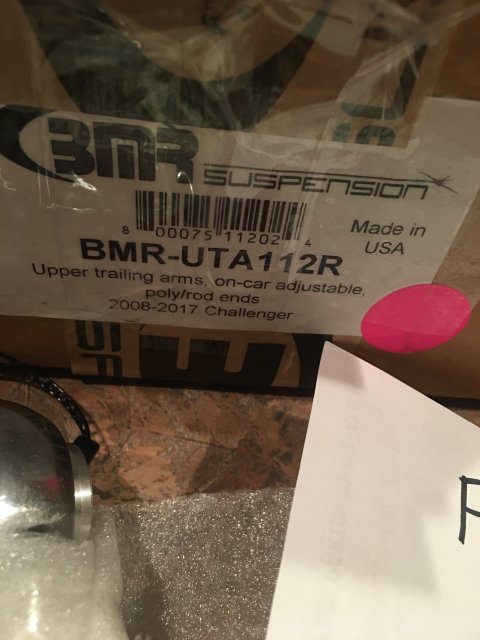 BMR SUSPENSION
8 00075 11202 4
Made in
USA
BMR-UTA112R
Upper trailing arms, on-car adjustable,
poly/rod ends
2008-2017 Challenger